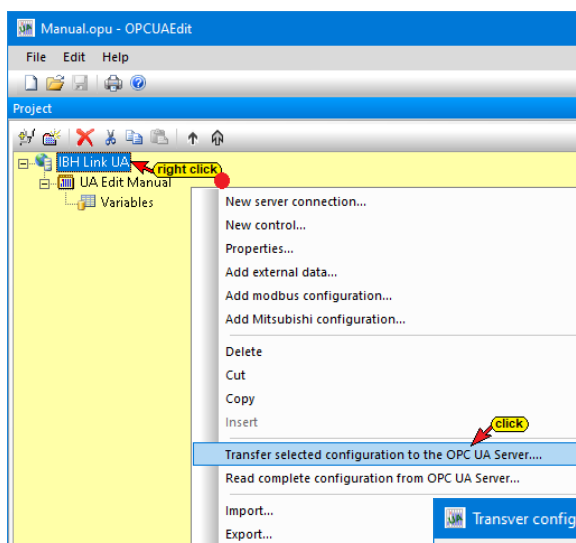 Manual.opu - OPCUAEdit
File Edit Help
Project
IBH Link UA
right click
UA Edit Manual
Variables
New server connection...
New control...
Properties...
Add external data...
Add modbus configuration...
Add Mitsubishi configuration...
Delete
Cut
Copy
Insert
click
Transfer selected configuration to the OPC UA Server....
Read complete configuration from OPC UA Server...
Import...
Export...
Transver config